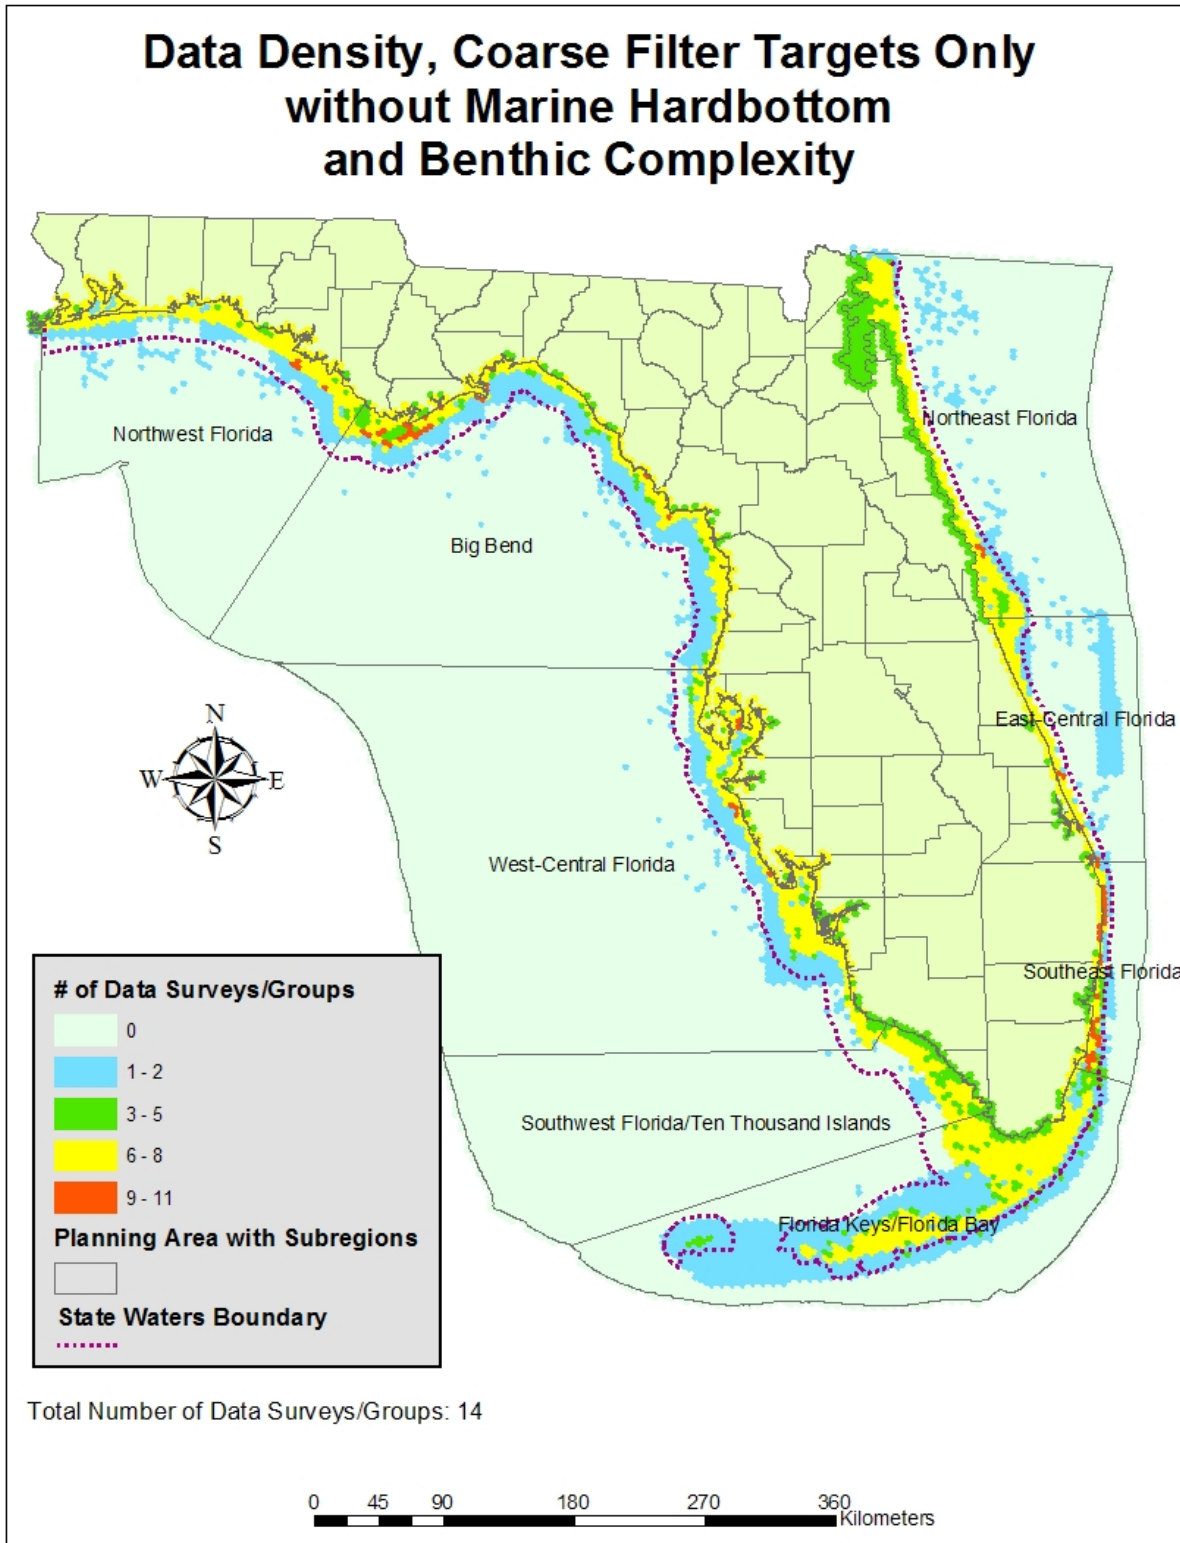 Data Density, Coarse Filter Targets Only
without Marine Hardbottom
and Benthic Complexity
Northwest Florida
Northeast Florida
Big Bend
N
W E
S
East-Central Florida
West-Central Florida
Southeast Florida
Southwest Florida/Ten Thousand Islands
Florida Keys/Florida Bay
# of Data Surveys/Groups
0
1 - 2
3 - 5
6 - 8
9 - 11
Planning Area with Subregions
State Waters Boundary
Total Number of Data Surveys/Groups: 14
0 45 90 180 270 360
Kilometers